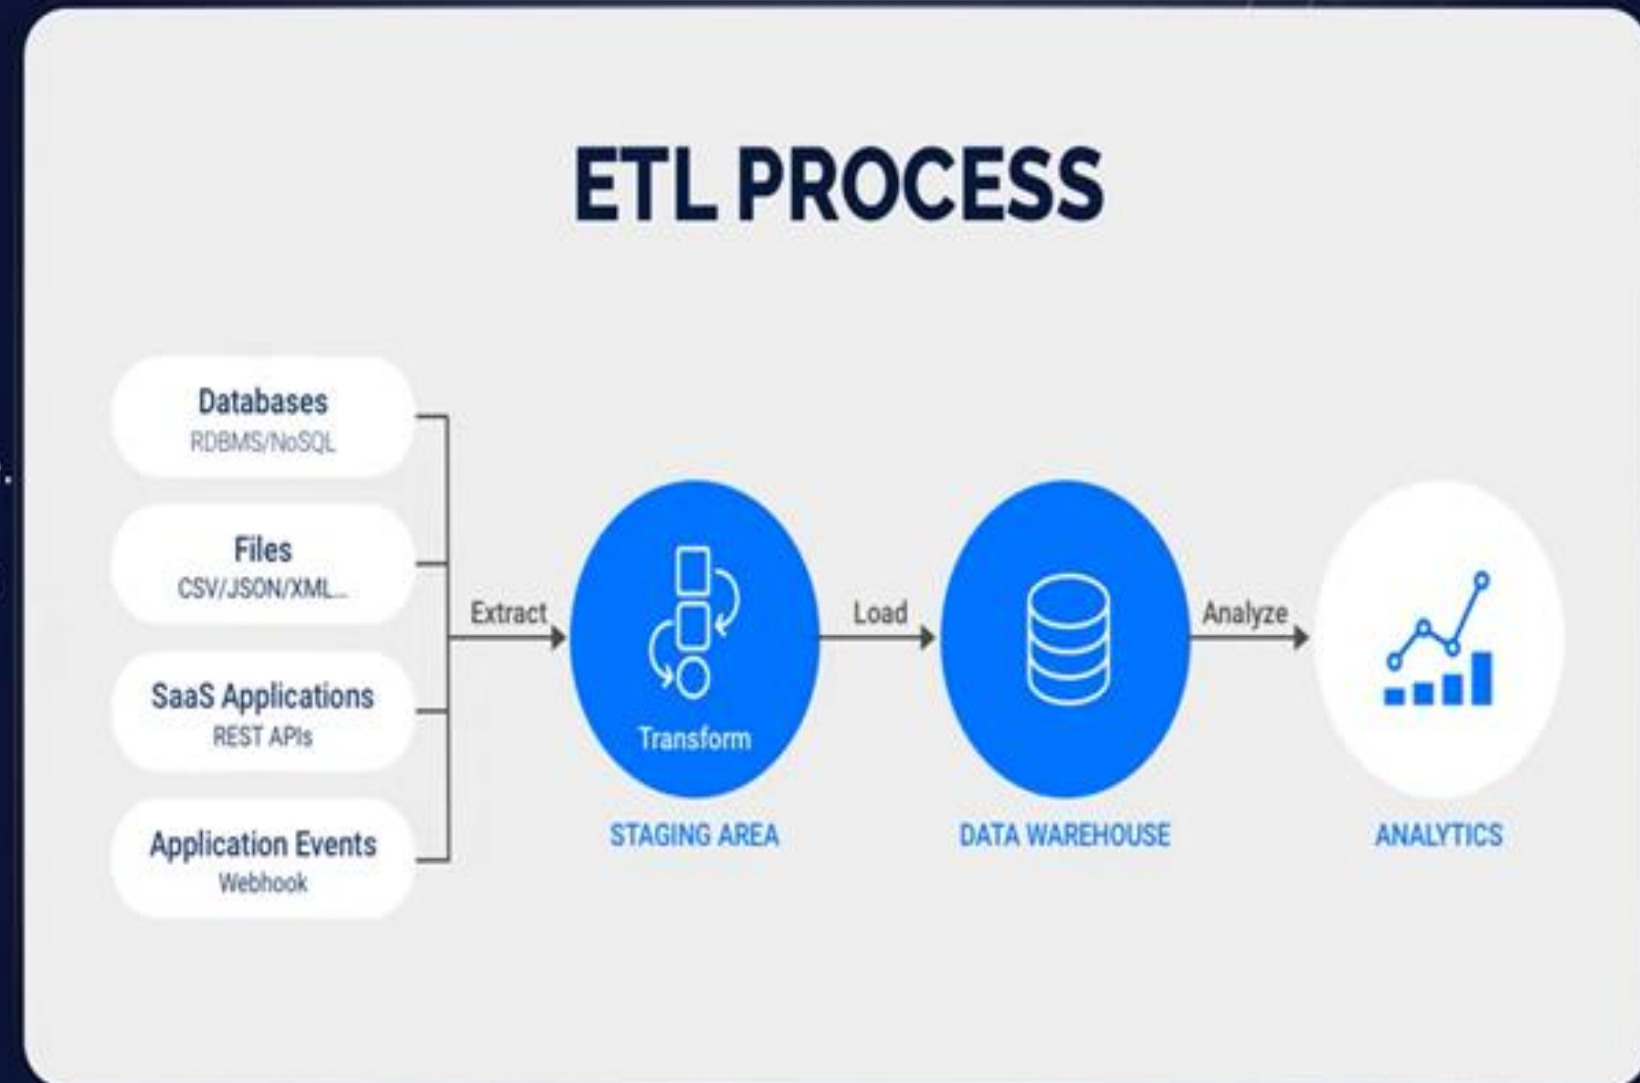 ETL PROCESS
Databases
RDBMS/NoSQL
Files
CSV/JSON/XML...
SaaS Applications
REST APIs
Application Events
Webhook
Extract
Transform
STAGING AREA
Load
DATA WAREHOUSE
Analyze
ANALYTICS